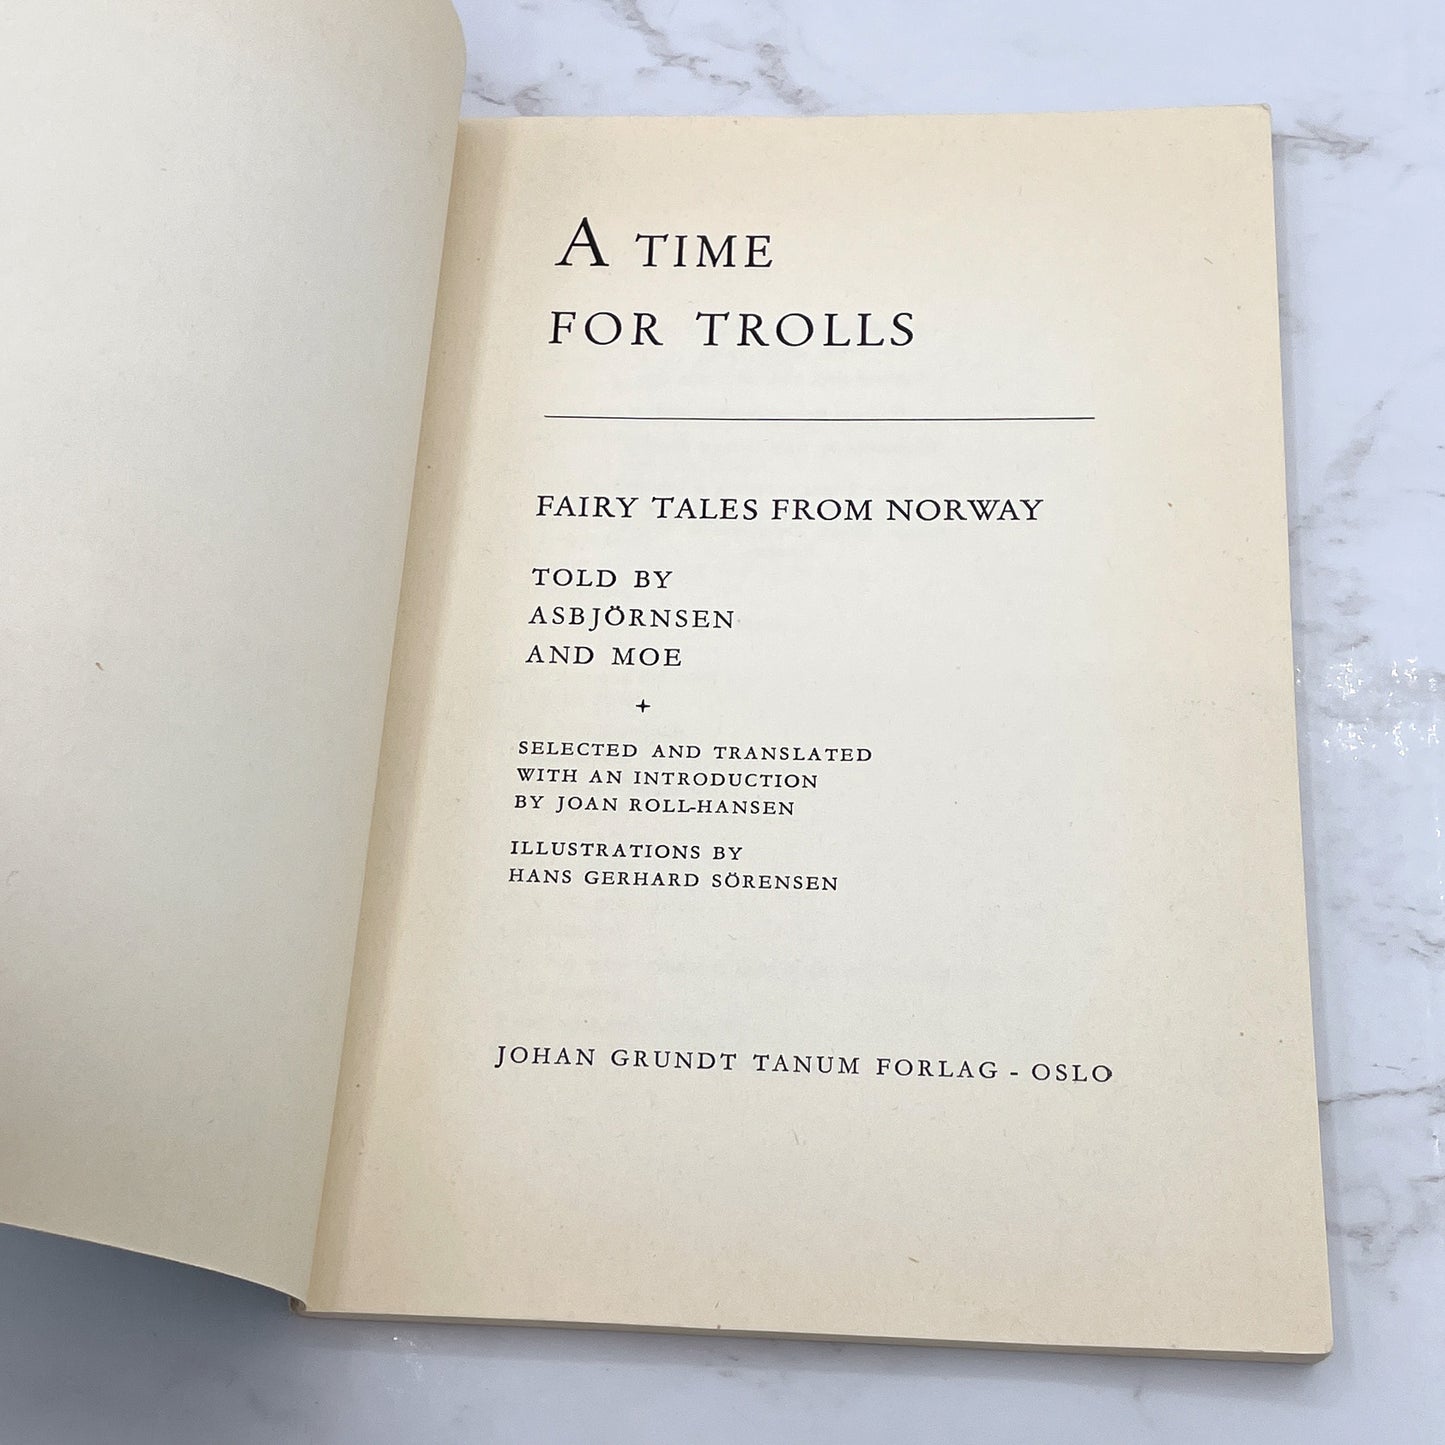 A TIME
FOR TROLLS
FAIRY TALES FROM NORWAY
TOLD BY
ASBJÖRNSEN
AND MOE
SELECTED AND TRANSLATED
WITH AN INTRODUCTION
BY JOAN ROLL-HANSEN
ILLUSTRATIONS BY
HANS GERHARD SÖRENSEN
JOHAN GRUNDT TANUM FORLAG - OSLO